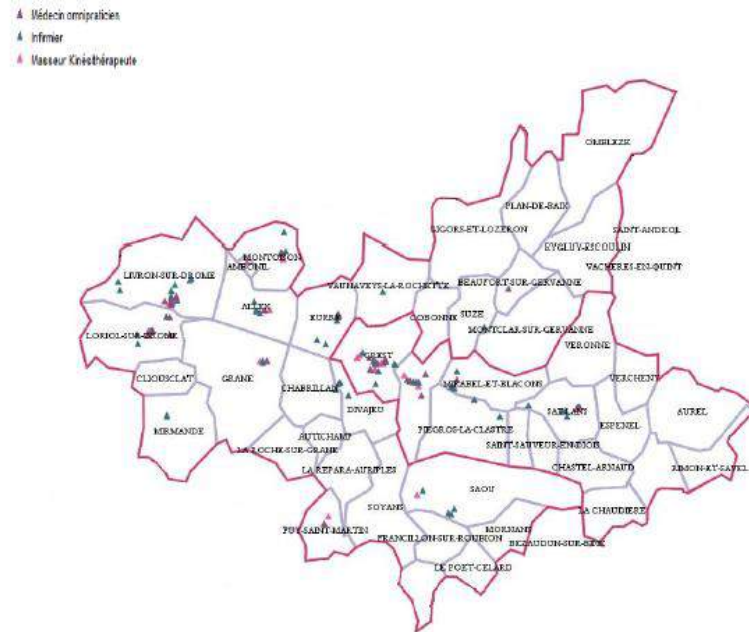 Médecin omnipraticien
Infirmier
Masseur Kinésithérapeute
OMBLEZE
PLAN-DE-BAIX
GIGORS-ET-LOZERON
SAINT-ANDEOL
EYGLUY-ESCOULIN
MONTOISON
AMBONIL
LIVRON-SUR-DROME
VACHERES-EN-QUINT
BEAUFORT-SUR-GERVANNE
VAUNAVEYS-LA-ROCHETTE
ALLEX
EURRE
COBONNE
SUZE
MONTCLAR-SUR-GERVANNE
LORIOL-SUR-DROME
VERONNE
CREST
CLIOUSCLAT
GRANE
CHABRILLAN
MIRABEL-ET-BLACONS
VERCHENY
DIVAJEU
SAILLANS
AUREL
MIRMANDE
PIEGROS-LA-CLASTRE
ESPENEL
AUTICHAMP
SAINT-SAUVEUR-EN-DIOIS
LA ROCHE-SUR-GRANE
CHASTEL-ARNAUD
LA REPARA-AURIPLES
RIMON-ET-SAVEL
SAOU
SOYANS
LA CHAUDIERE
PUY-SAINT-MARTIN
MORNANS
FRANCILLON-SUR-ROUBION
BEZAUDUN-SUR-BINE
LE POET-CELARD